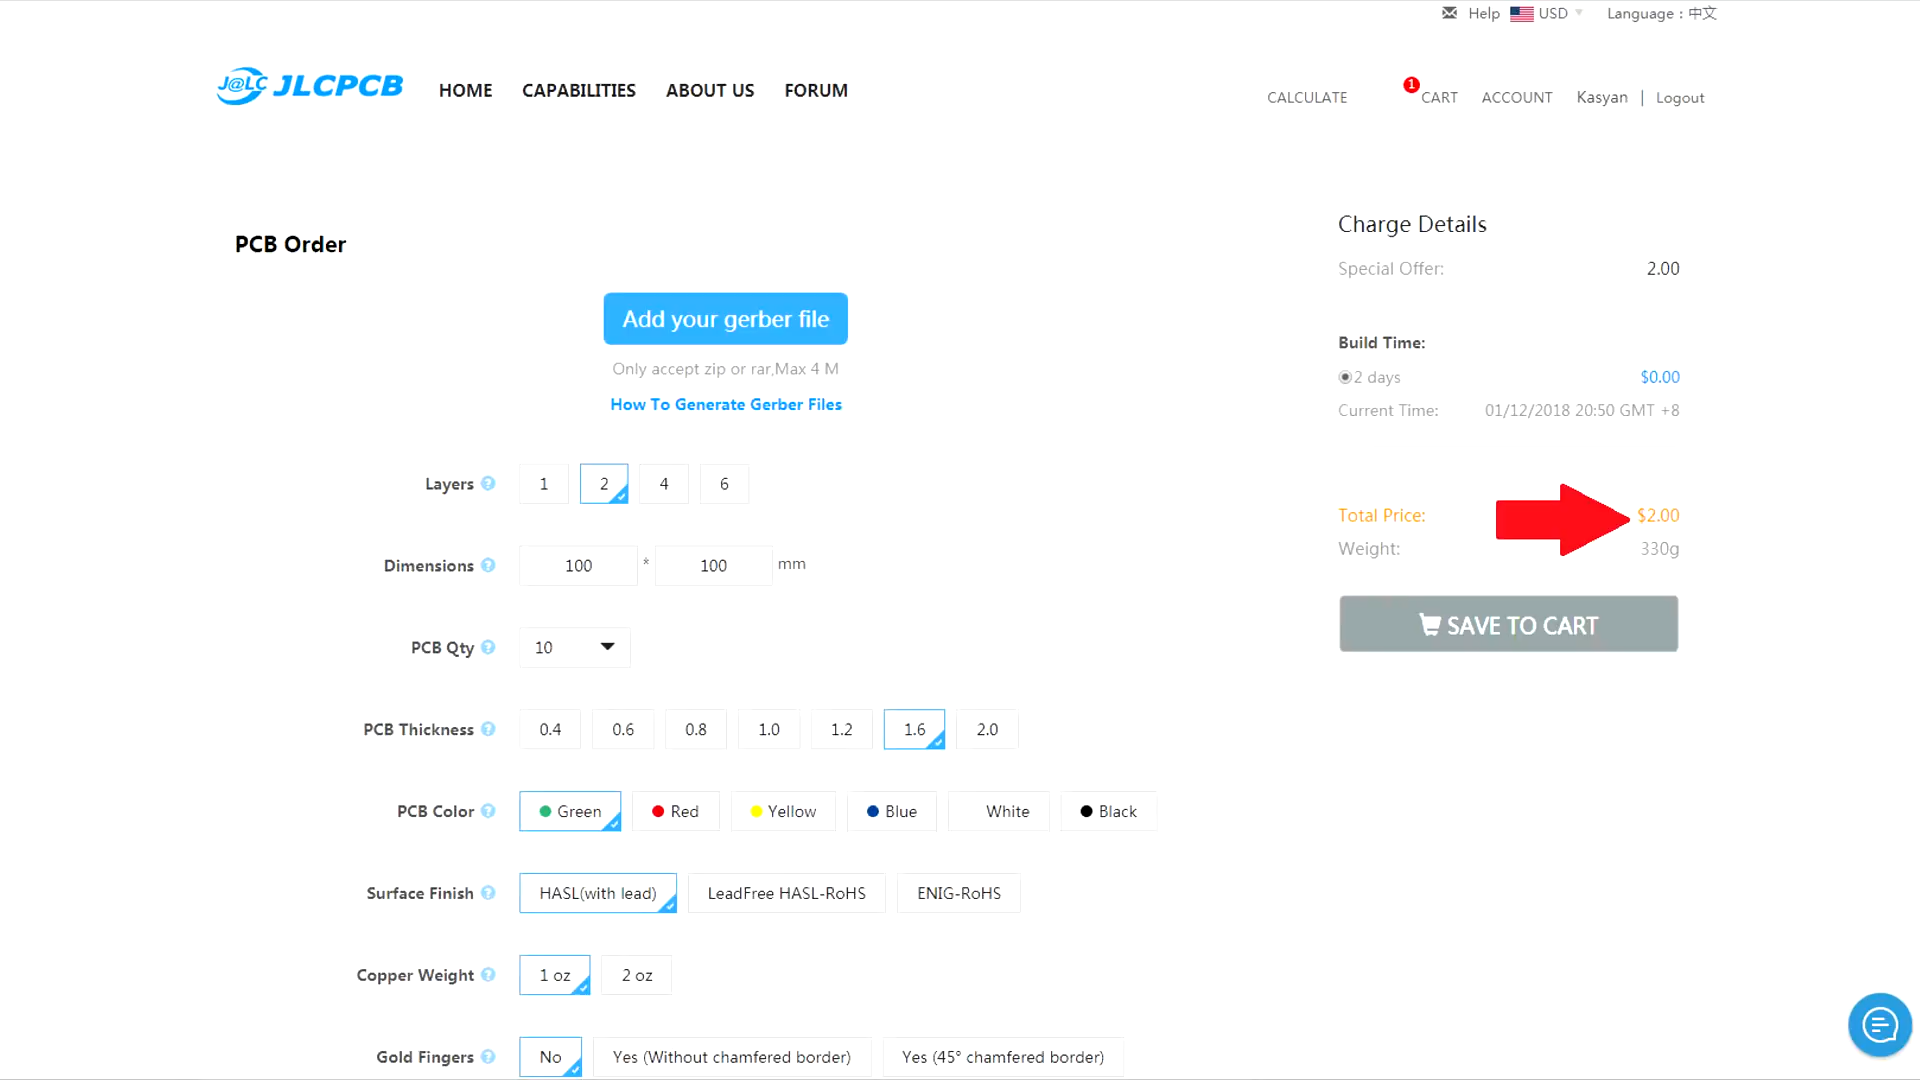 Help USD Language : 中文
J@LC JLCPCB HOME CAPABILITIES ABOUT US FORUM
CALCULATE 1 CART ACCOUNT Kasyan | Logout
PCB Order
Add your gerber file
Only accept zip or rar,Max 4 M
How To Generate Gerber Files
Layers ? 1 2 4 6
Dimensions ? 100 * 100 mm
PCB Qty ? 10
PCB Thickness ? 0.4 0.6 0.8 1.0 1.2 1.6 2.0
PCB Color ? Green Red Yellow Blue White Black
Surface Finish ? HASL(with lead) LeadFree HASL-RoHS ENIG-RoHS
Copper Weight ? 1 oz 2 oz
Gold Fingers ? No Yes (Without chamfered border) Yes (45° chamfered border)
Charge Details
Special Offer: 2.00
Build Time:
2 days $0.00
Current Time: 01/12/2018 20:50 GMT +8
Total Price: $2.00
Weight: 330g
SAVE TO CART